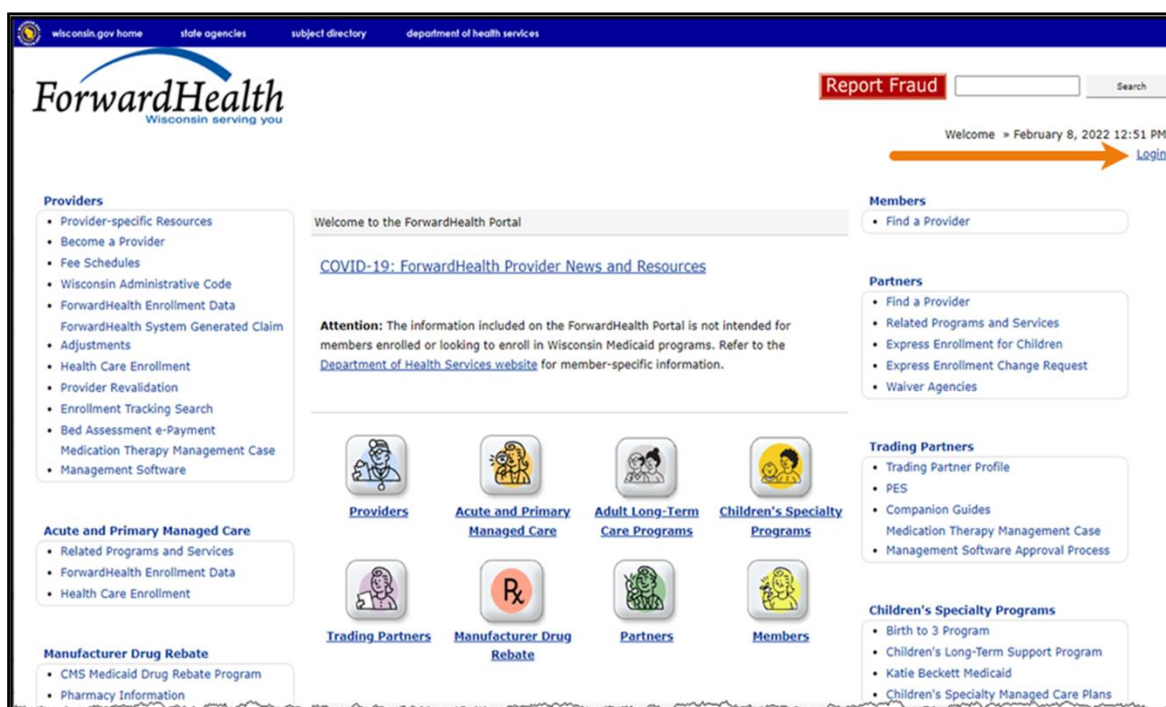 wisconsin.gov home state agencies subject directory department of health services
ForwardHealth
Wisconsin serving you
Report Fraud
Search
Welcome » February 8, 2022 12:51 PM
Login
Providers
• Provider-specific Resources
• Become a Provider
• Fee Schedules
• Wisconsin Administrative Code
• ForwardHealth Enrollment Data
ForwardHealth System Generated Claim
• Adjustments
• Health Care Enrollment
• Provider Revalidation
• Enrollment Tracking Search
• Bed Assessment e-Payment
Medication Therapy Management Case
• Management Software
Acute and Primary Managed Care
• Related Programs and Services
• ForwardHealth Enrollment Data
• Health Care Enrollment
Manufacturer Drug Rebate
• CMS Medicaid Drug Rebate Program
• Pharmacy Information
Welcome to the ForwardHealth Portal
COVID-19: ForwardHealth Provider News and Resources
Attention: The information included on the ForwardHealth Portal is not intended for
members enrolled or looking to enroll in Wisconsin Medicaid programs. Refer to the
Department of Health Services website for member-specific information.
Providers
Acute and Primary
Managed Care
Adult Long-Term
Care Programs
Children's Specialty
Programs
Rx
Trading Partners
Manufacturer Drug
Rebate
Partners
Members
Members
• Find a Provider
Partners
• Find a Provider
• Related Programs and Services
• Express Enrollment for Children
• Express Enrollment Change Request
• Waiver Agencies
Trading Partners
• Trading Partner Profile
• PES
• Companion Guides
Medication Therapy Management Case
• Management Software Approval Process
Children's Specialty Programs
• Birth to 3 Program
• Children's Long-Term Support Program
• Katie Beckett Medicaid
• Children's Specialty Managed Care Plans